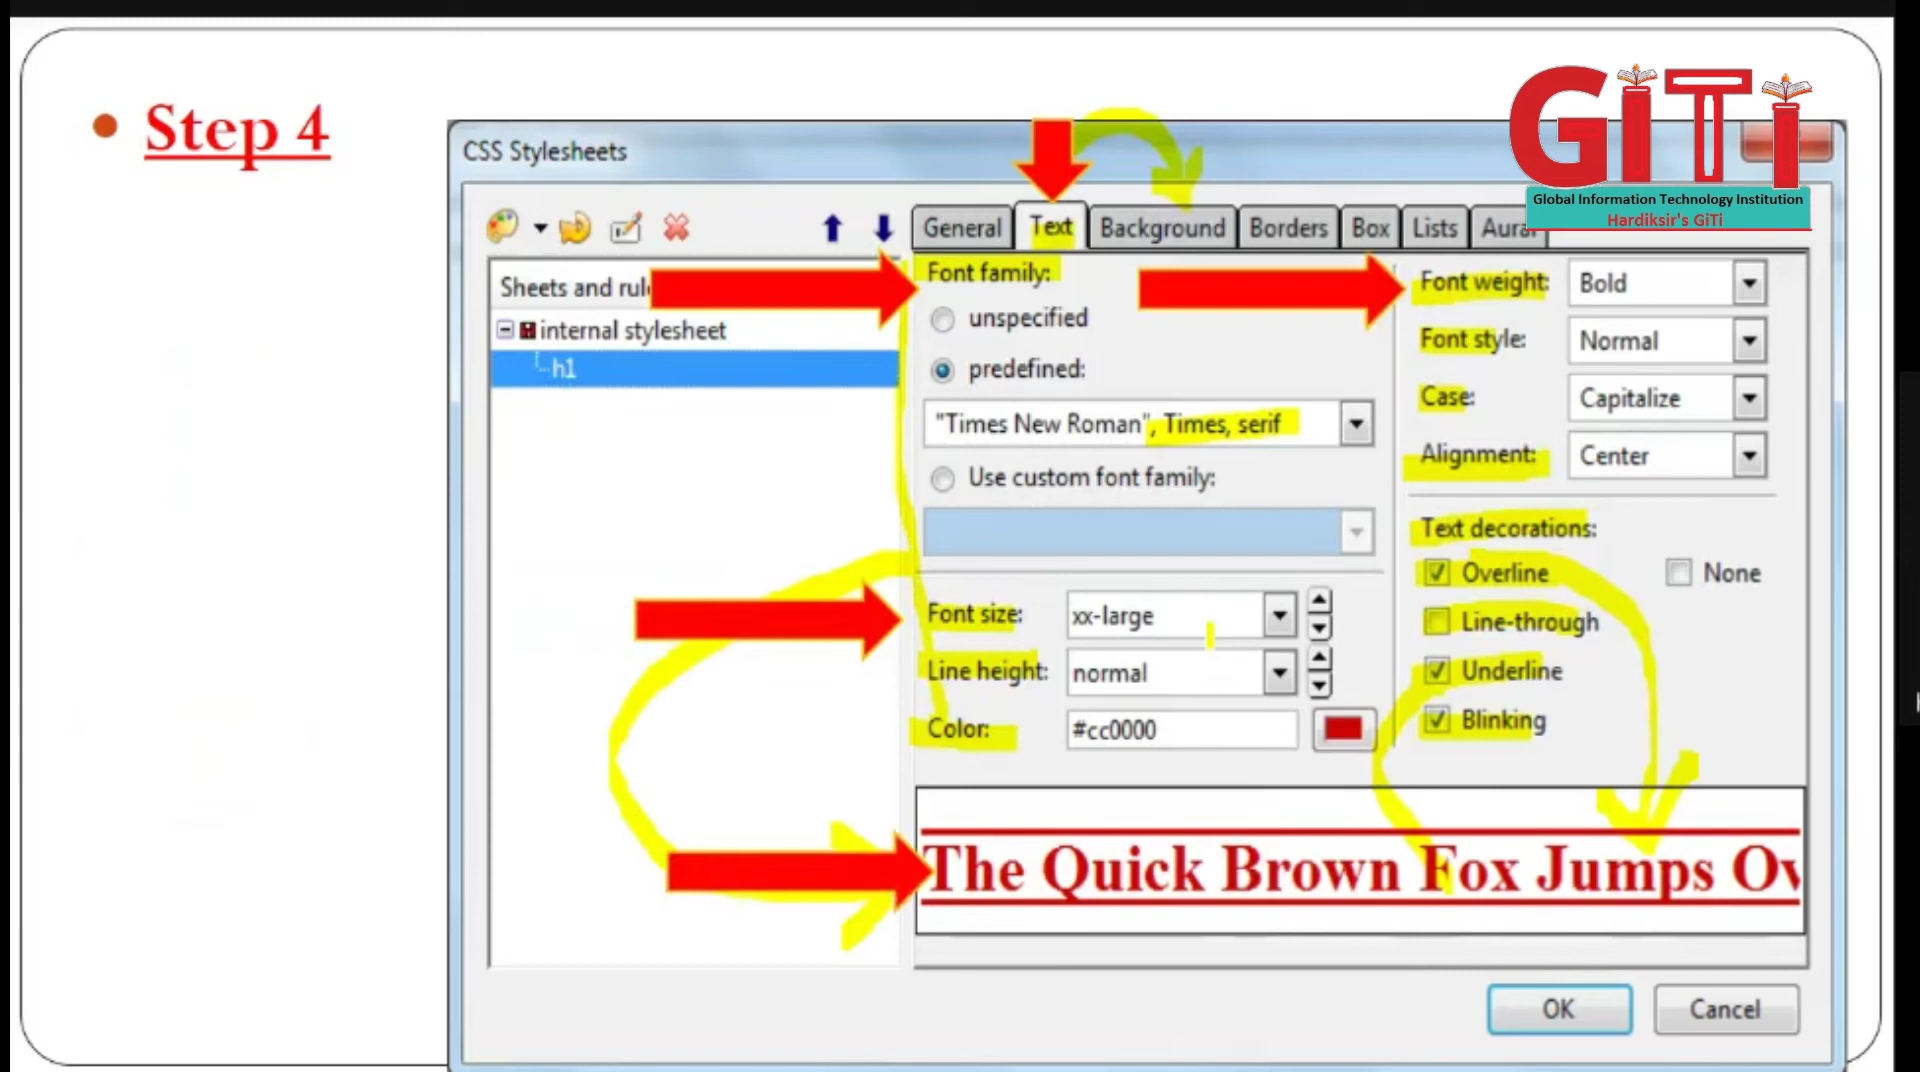 Step 4
GiTi
Global Information Technology Institution
Hardiksir's GiTi
CSS Stylesheets
General Text Background Borders Box Lists Aural
Sheets and rul
internal stylesheet
h1
Font family:
unspecified
predefined:
"Times New Roman", Times, serif
Use custom font family:
Font size: xx-large
Line height: normal
Color: #cc0000
Font weight: Bold
Font style: Normal
Case: Capitalize
Alignment: Center
Text decorations:
Overline None
Line-through
Underline
Blinking
The Quick Brown Fox Jumps Ov
OK Cancel